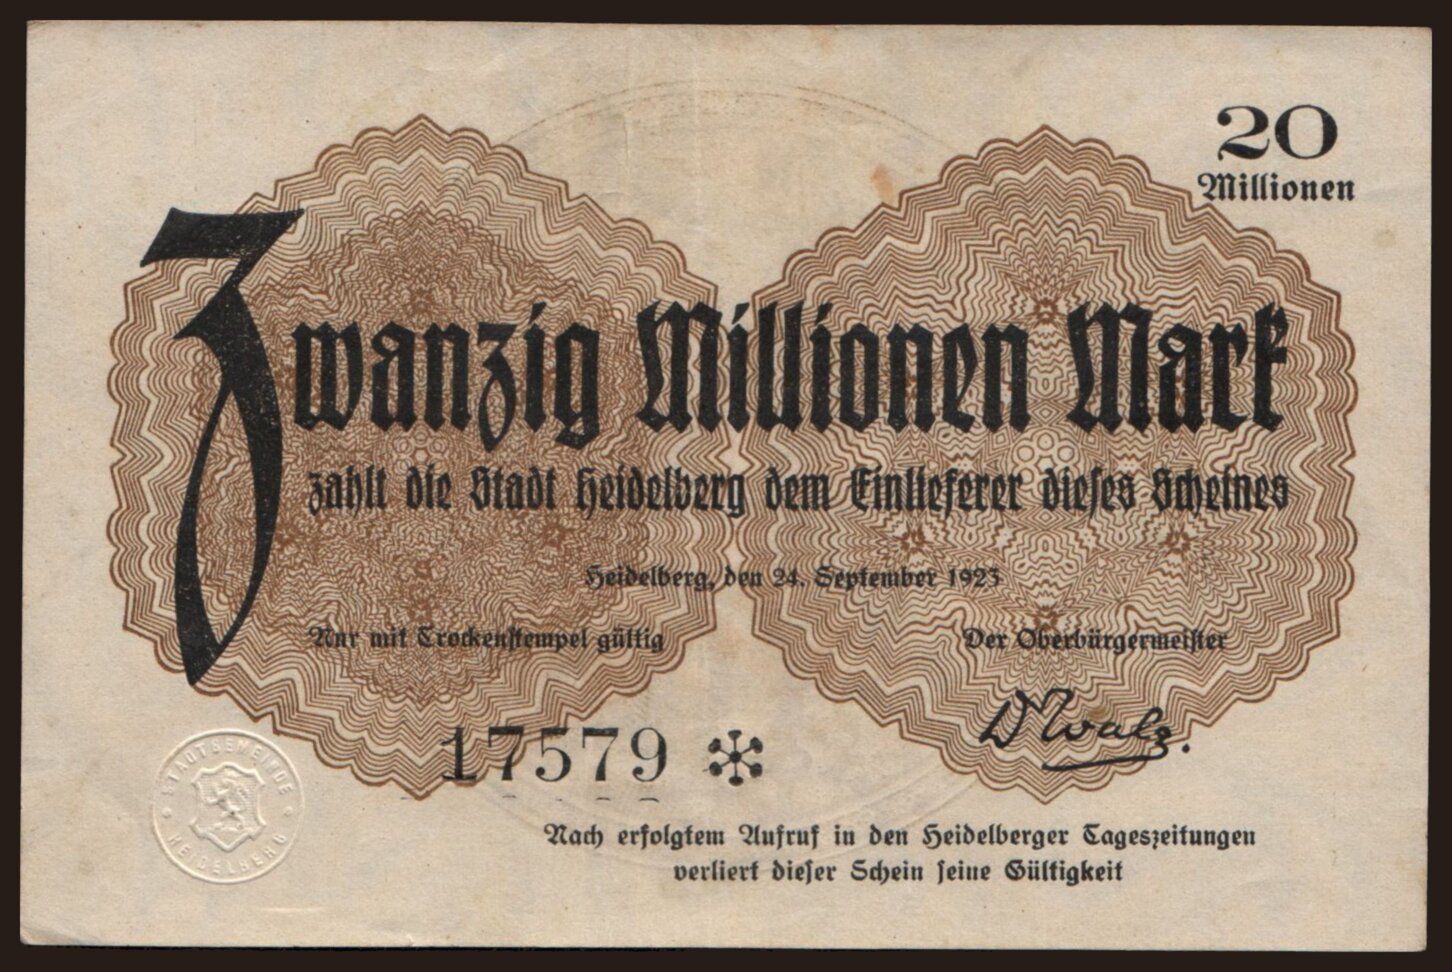 20
Millionen
Zwanzig Millionen Mark
zahlt die Stadt Heidelberg dem Einlieferer dieses Scheines
Heidelberg, den 24. September 1923
Nur mit Trockenstempel gültig
Der Oberbürgermeister
D Walz.
17579 *
STADTGEMEINDE
HEIDELBERG
Nach erfolgtem Aufruf in den Heidelberger Tageszeitungen
verliert dieser Schein seine Gültigkeit